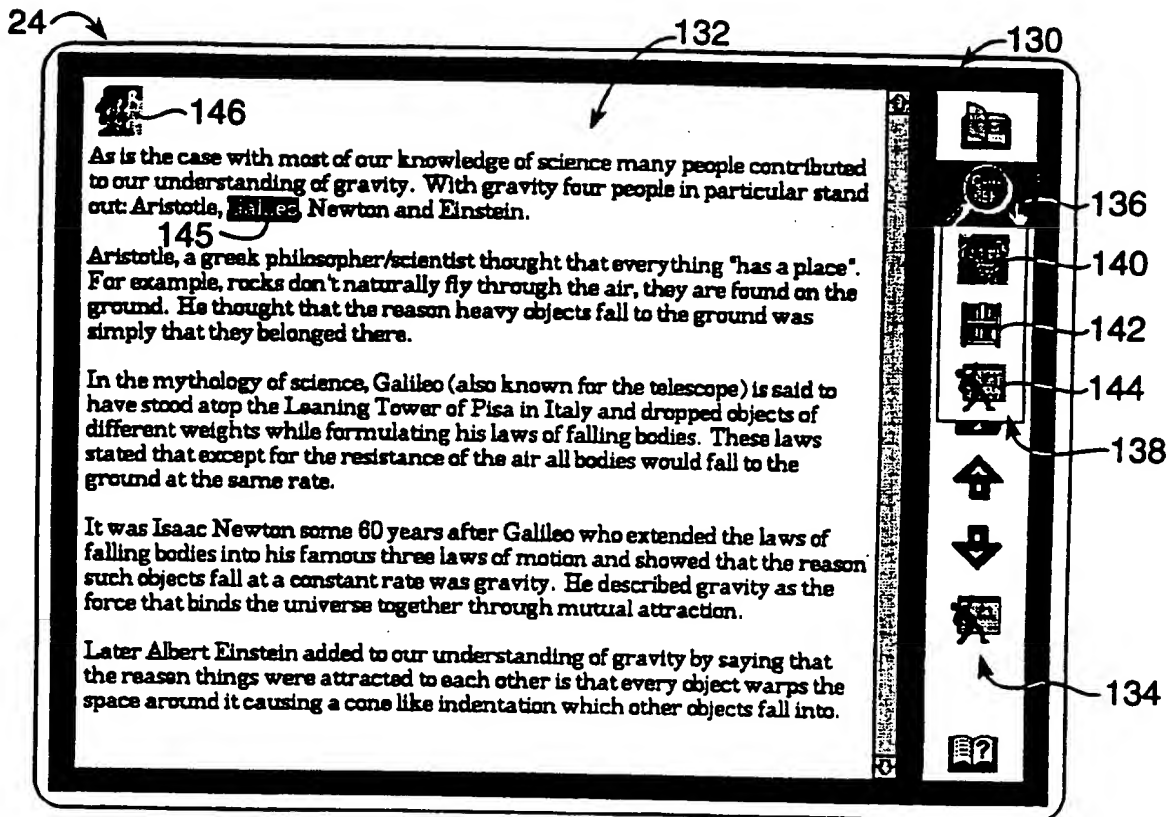 24
132
130
146
As is the case with most of our knowledge of science many people contributed
to our understanding of gravity. With gravity four people in particular stand
out: Aristotle, Newton and Einstein.
136
145
Aristotle, a greek philosopher/scientist thought that everything "has a place".
140
For example, rocks don't naturally fly through the air, they are found on the
ground. He thought that the reason heavy objects fall to the ground was
142
simply that they belonged there.
In the mythology of science, Galileo (also known for the telescope) is said to
144
have stood atop the Leaning Tower of Pisa in Italy and dropped objects of
different weights while formulating his laws of falling bodies. These laws
138
stated that except for the resistance of the air all bodies would fall to the
ground at the same rate.
It was Isaac Newton some 60 years after Galileo who extended the laws of
falling bodies into his famous three laws of motion and showed that the reason
such objects fall at a constant rate was gravity. He described gravity as the
force that binds the universe together through mutual attraction.
Later Albert Einstein added to our understanding of gravity by saying that
the reason things were attracted to each other is that every object warps the
134
space around it causing a cone like indentation which other objects fall into.
?